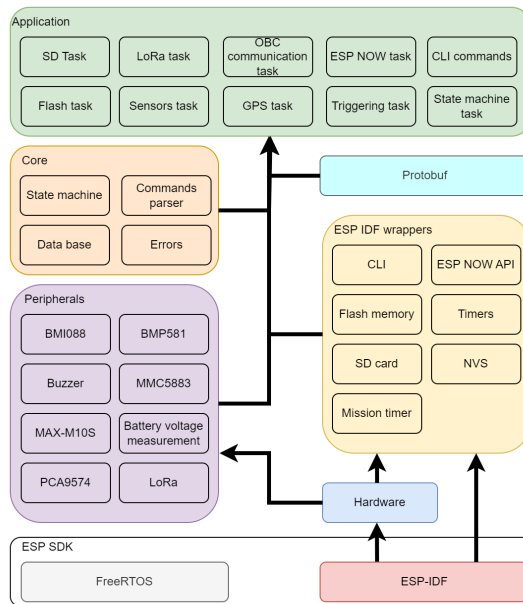 Application
SD Task
LoRa task
OBC
communication
task
ESP NOW task
CLI commands
Flash task
Sensors task
GPS task
Triggering task
State machine
task
Core
State machine
Commands
parser
Data base
Errors
Protobuf
ESP IDF wrappers
CLI
ESP NOW API
Flash memory
Timers
SD card
NVS
Mission timer
Peripherals
BMI088
BMP581
Buzzer
MMC5883
MAX-M10S
Battery voltage
measurement
PCA9574
LoRa
Hardware
ESP SDK
FreeRTOS
ESP-IDF